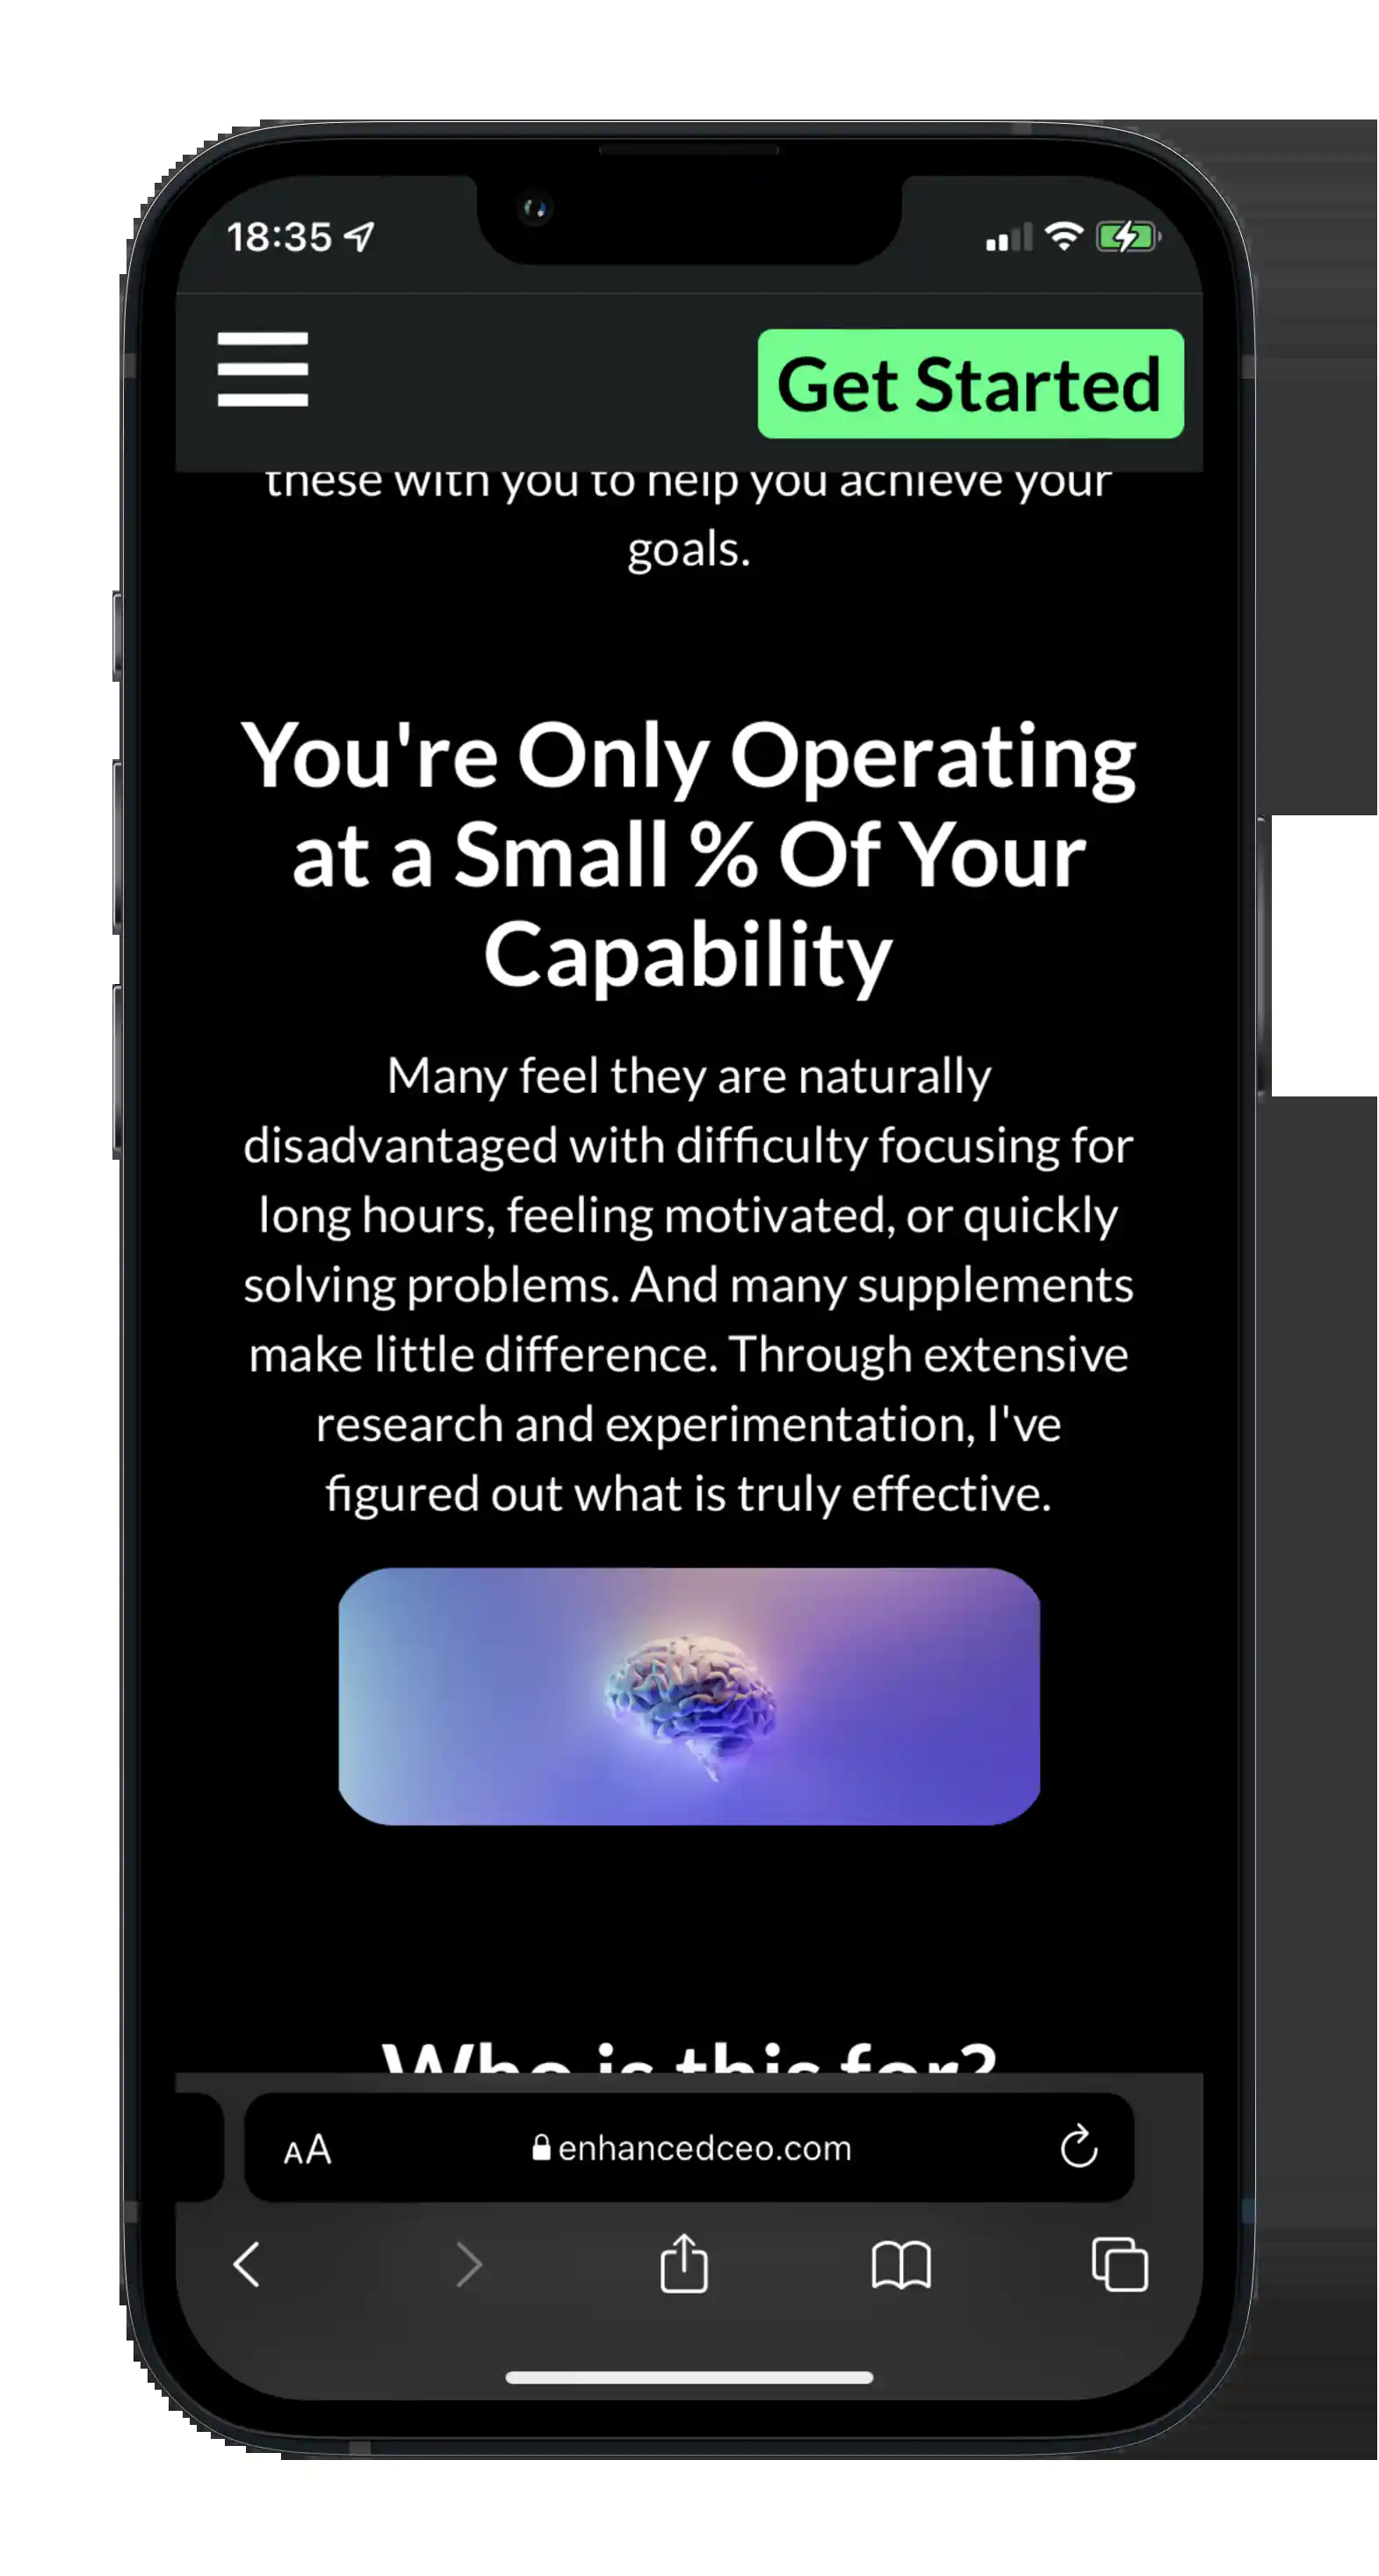 18:35
Get Started
these with you to help you achieve your
goals.
You're Only Operating
at a Small % Of Your
Capability
Many feel they are naturally
disadvantaged with difficulty focusing for
long hours, feeling motivated, or quickly
solving problems. And many supplements
make little difference. Through extensive
research and experimentation, I've
figured out what is truly effective.
Who is this for?
AA
enhancedceo.com